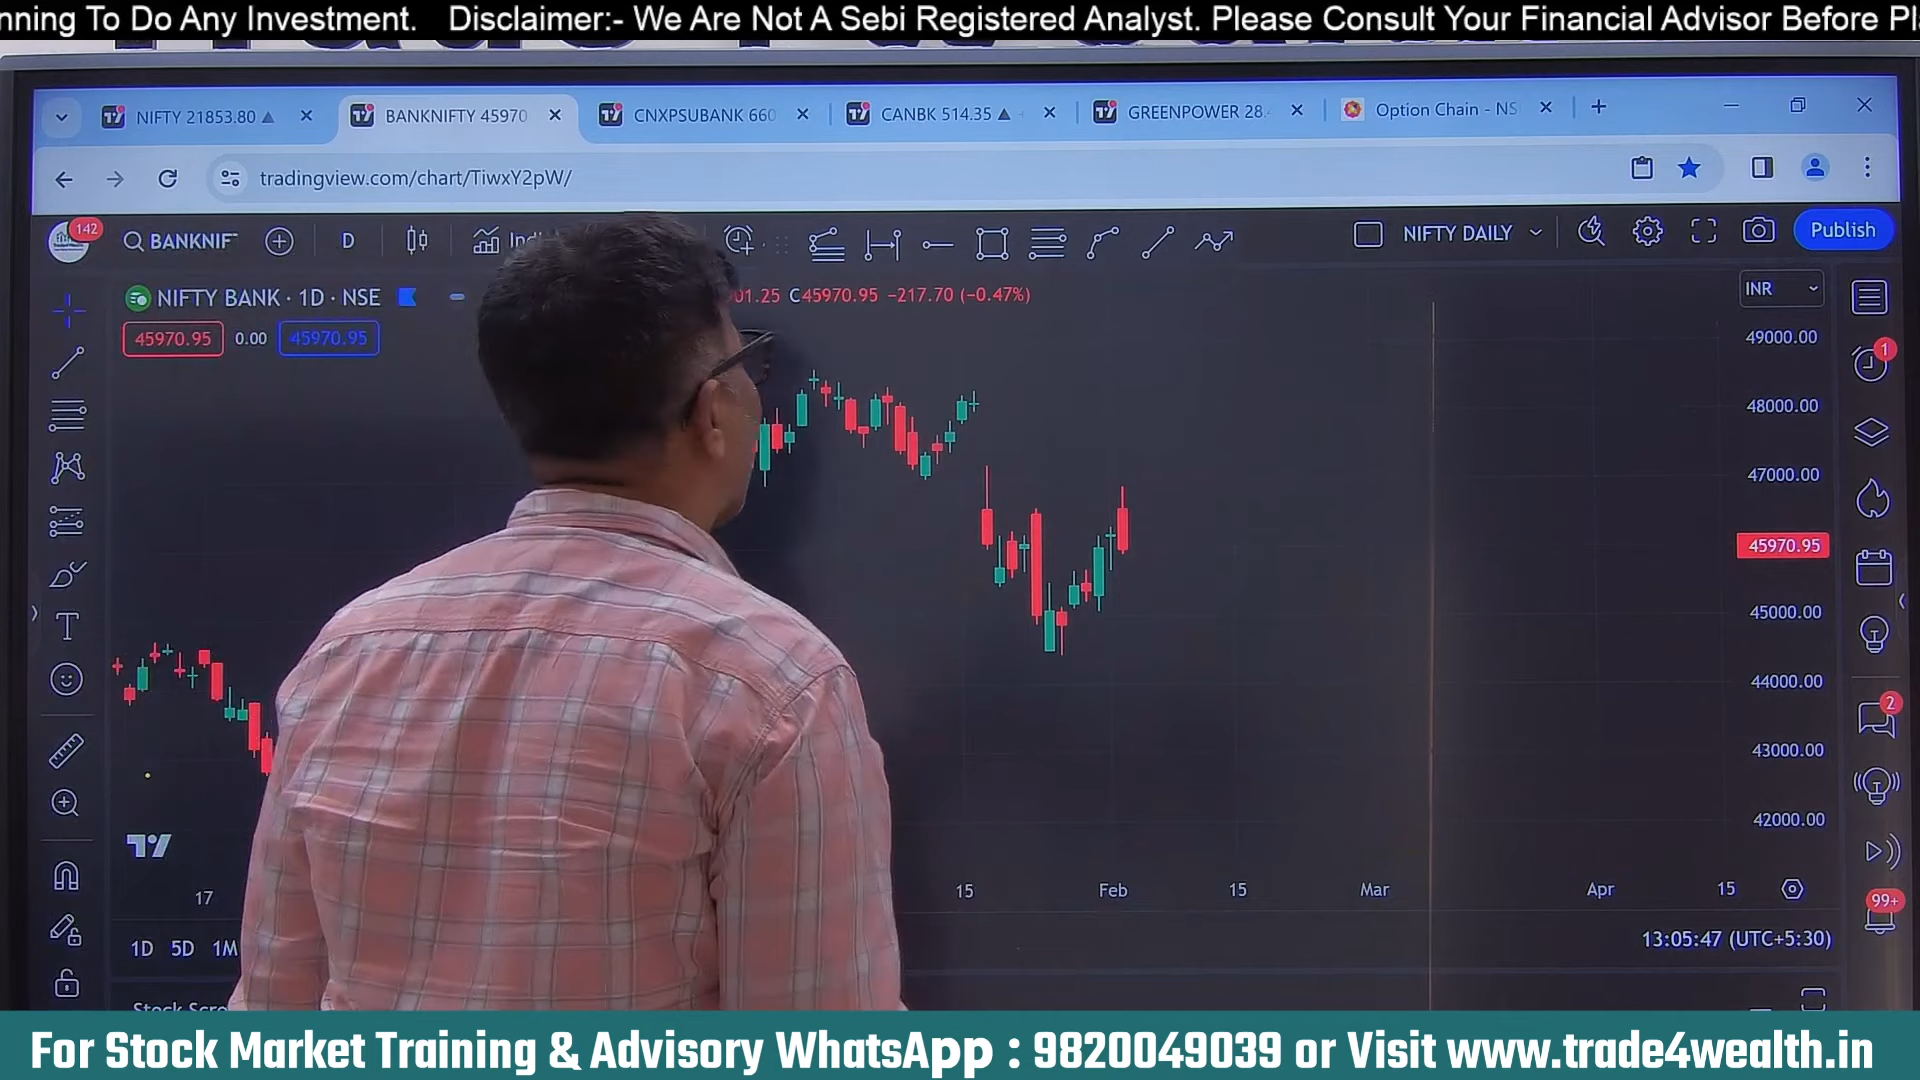 nning To Do Any Investment. Disclaimer:- We Are Not A Sebi Registered Analyst. Please Consult Your Financial Advisor Before Pl
NIFTY 21853.80 ▲
BANKNIFTY 45970
CNXPSUBANK 660
CANBK 514.35 ▲
GREENPOWER 28.
Option Chain - NS
tradingview.com/chart/TiwxY2pW/
142
BANKNIF
D
NIFTY DAILY
Publish
NIFTY BANK · 1D · NSE
01.25 C45970.95 −217.70 (−0.47%)
INR
45970.95 0.00 45970.95
49000.00
1
48000.00
47000.00
45970.95
45000.00
44000.00
2
43000.00
42000.00
17
15
Feb
15
Mar
Apr
15
99+
1D 5D 1M
13:05:47 (UTC+5:30)
For Stock Market Training & Advisory WhatsApp : 9820049039 or Visit www.trade4wealth.in